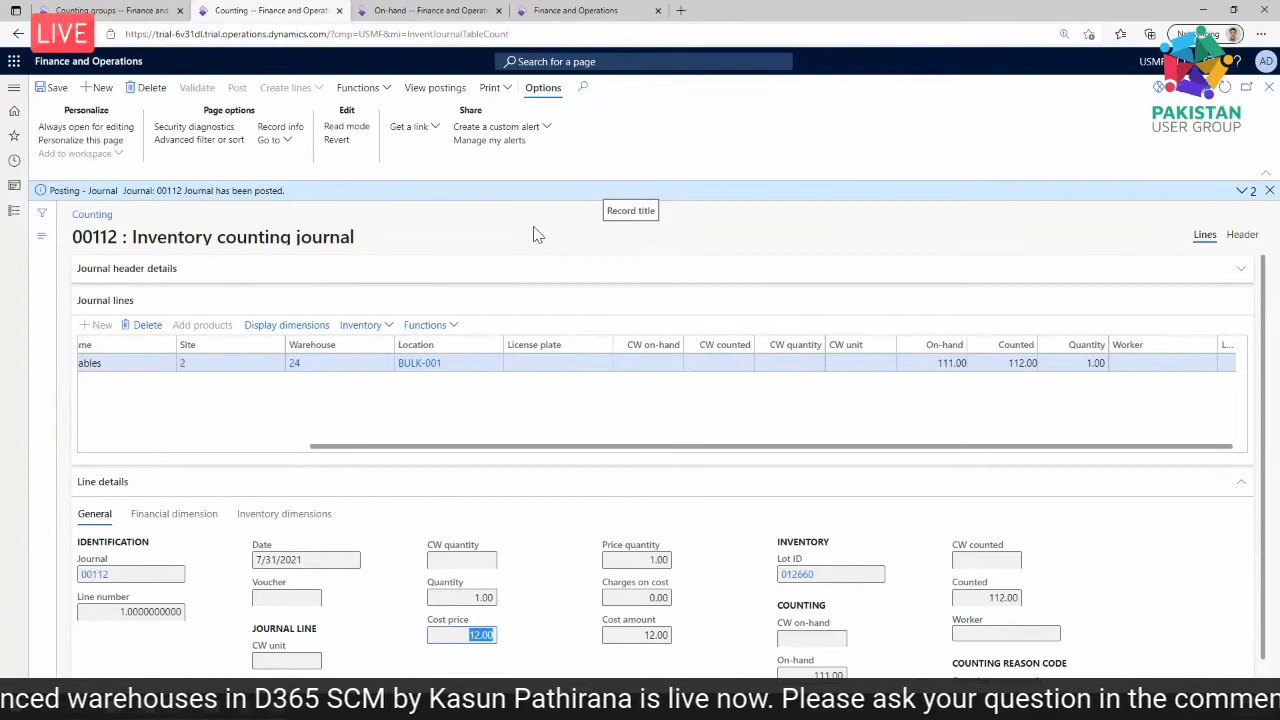 Counting groups -- Finance and
Counting -- Finance and Operat
On-hand -- Finance and Operatio
Finance and Operations
LIVE
https://trial-6v31dl.trial.operations.dynamics.com/?cmp=USMF&mi=InventJournalTableCount
Finance and Operations
Search for a page
USM
?
AD
Save
New
Delete
Validate
Post
Create lines
Functions
View postings
Print
Options
PAKISTAN
USER GROUP
Personalize
Always open for editing
Personalize this page
Add to workspace
Page options
Security diagnostics
Advanced filter or sort
Record info
Go to
Edit
Read mode
Revert
Share
Get a link
Create a custom alert
Manage my alerts
Posting - Journal Journal: 00112 Journal has been posted.
2
Counting
Record title
00112 : Inventory counting journal
Lines
Header
Journal header details
Journal lines
New
Delete
Add products
Display dimensions
Inventory
Functions
me Site Warehouse Location License plate CW on-hand CW counted CW quantity CW unit On-hand Counted Quantity Worker L...
ables 2 24 BULK-001 111.00 112.00 1.00
Line details
General
Financial dimension
Inventory dimensions
IDENTIFICATION
Journal
00112
Line number
1.0000000000
Date
7/31/2021
Voucher
JOURNAL LINE
CW unit
CW quantity
Quantity
1.00
Cost price
12.00
Price quantity
1.00
Charges on cost
0.00
Cost amount
12.00
INVENTORY
Lot ID
012660
COUNTING
CW on-hand
On-hand
111.00
CW counted
Counted
112.00
Worker
COUNTING REASON CODE
nced warehouses in D365 SCM by Kasun Pathirana is live now. Please ask your question in the commen